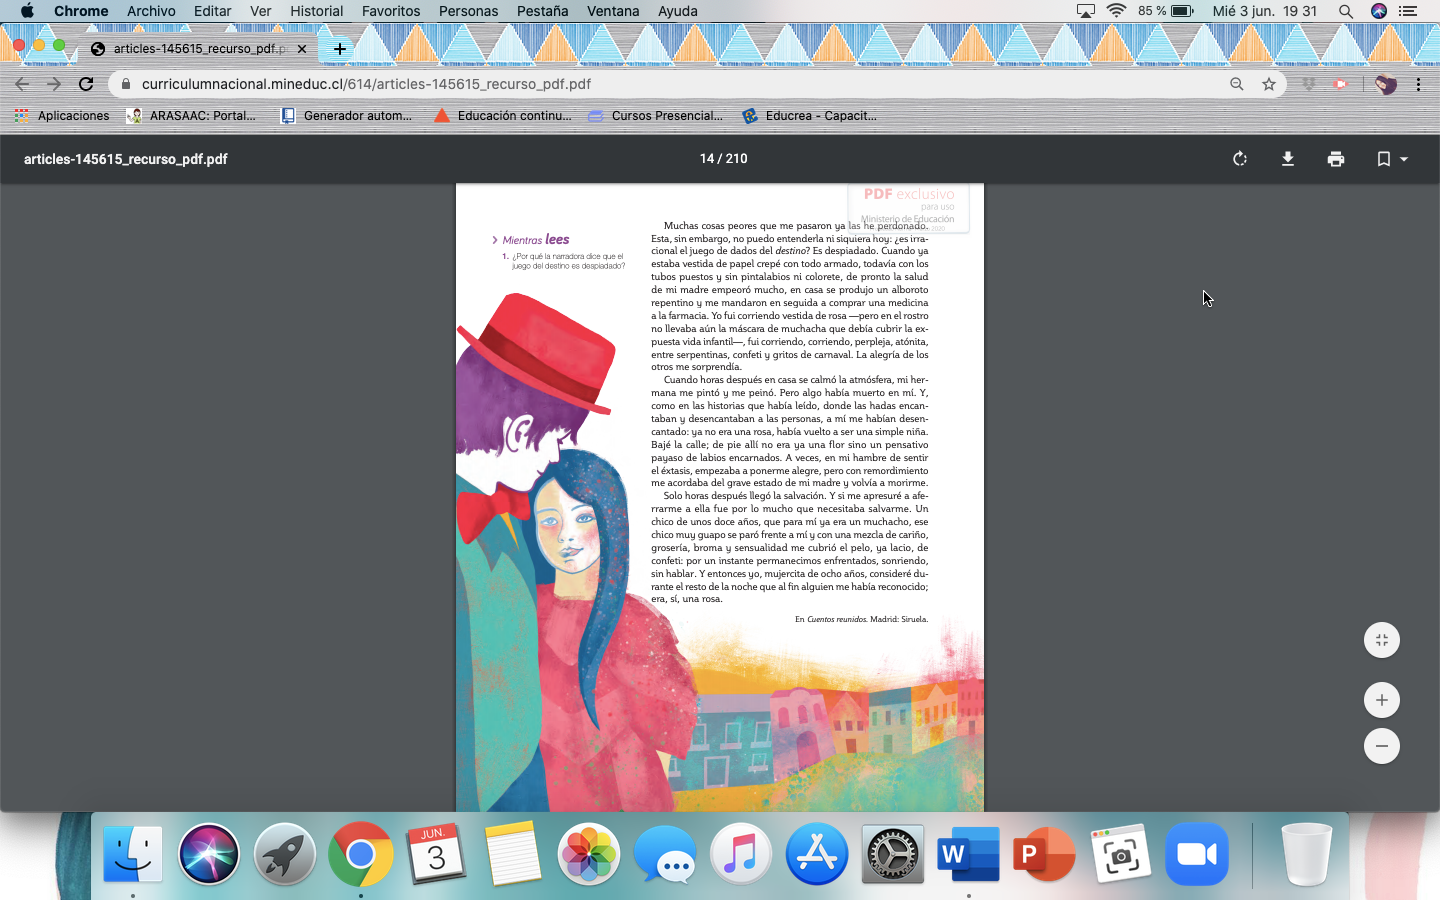 Chrome Archivo Editar Ver Historial Favoritos Personas Pestaña Ventana Ayuda 85 % Mié 3 jun. 19 31
articles-145615_recurso_pdf.p
curriculumnacional.mineduc.cl/614/articles-145615_recurso_pdf.pdf
Aplicaciones ARASAAC: Portal... Generador autom... Educación continu... Cursos Presencial... Educrea - Capacit...
articles-145615_recurso_pdf.pdf 14 / 210
PDF exclusivo
para uso
Ministerio de Educación
Mientras lees
1. ¿Por qué la narradora dice que el
juego del destino es despiadado?
Muchas cosas peores que me pasaron ya las he perdonado.
Esta, sin embargo, no puedo entenderla ni siquiera hoy: ¿es irra-
cional el juego de dados del destino? Es despiadado. Cuando ya
estaba vestida de papel crepé con todo armado, todavía con los
tubos puestos y sin pintalabios ni colorete, de pronto la salud
de mi madre empeoró mucho, en casa se produjo un alboroto
repentino y me mandaron en seguida a comprar una medicina
a la farmacia. Yo fui corriendo vestida de rosa —pero en el rostro
no llevaba aún la máscara de muchacha que debía cubrir la ex-
puesta vida infantil—, fui corriendo, corriendo, perpleja, atónita,
entre serpentinas, confeti y gritos de carnaval. La alegría de los
otros me sorprendía.
Cuando horas después en casa se calmó la atmósfera, mi her-
mana me pintó y me peinó. Pero algo había muerto en mí. Y,
como en las historias que había leído, donde las hadas encan-
taban y desencantaban a las personas, a mí me habían desen-
cantado: ya no era una rosa, había vuelto a ser una simple niña.
Bajé la calle; de pie allí no era ya una flor sino un pensativo
payaso de labios encarnados. A veces, en mi hambre de sentir
el éxtasis, empezaba a ponerme alegre, pero con remordimiento
me acordaba del grave estado de mi madre y volvía a morirme.
Solo horas después llegó la salvación. Y si me apresuré a afe-
rrarme a ella fue por lo mucho que necesitaba salvarme. Un
chico de unos doce años, que para mí ya era un muchacho, ese
chico muy guapo se paró frente a mí y con una mezcla de cariño,
grosería, broma y sensualidad me cubrió el pelo, ya lacio, de
confeti: por un instante permanecimos enfrentados, sonriendo,
sin hablar. Y entonces yo, mujercita de ocho años, consideré du-
rante el resto de la noche que al fin alguien me había reconocido;
era, sí, una rosa.
En Cuentos reunidos. Madrid: Siruela.
JUN.
3
W P